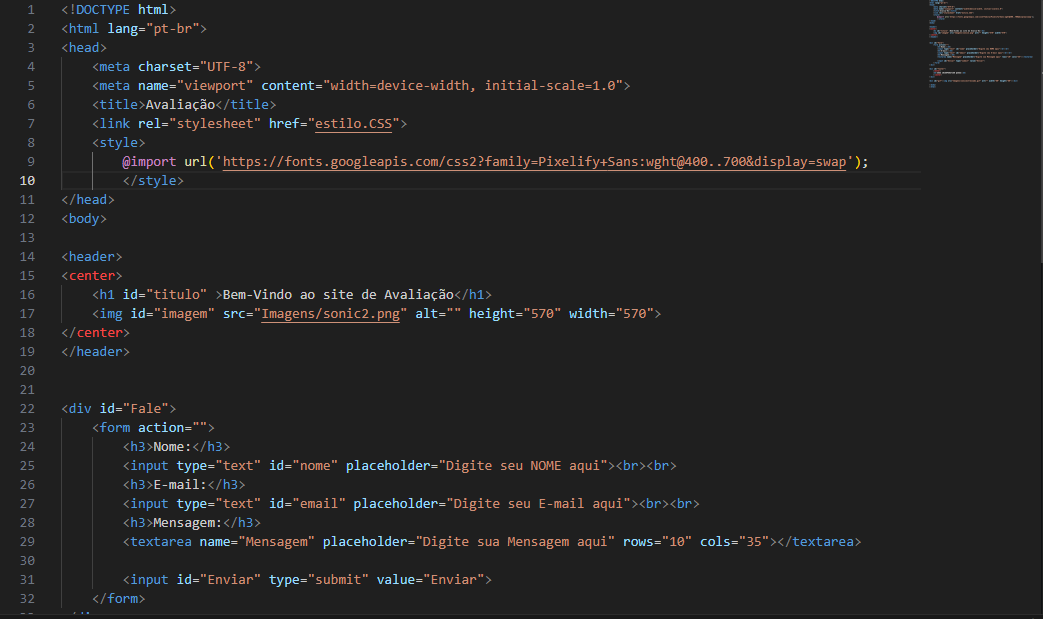 1 <!DOCTYPE html>
2 <html lang="pt-br">
3 <head>
4 <meta charset="UTF-8">
5 <meta name="viewport" content="width=device-width, initial-scale=1.0">
6 <title>Avaliação</title>
7 <link rel="stylesheet" href="estilo.CSS">
8 <style>
9 @import url('https://fonts.googleapis.com/css2?family=Pixelify+Sans:wght@400..700&display=swap');
10 </style>
11 </head>
12 <body>
13
14 <header>
15 <center>
16 <h1 id="titulo" >Bem-Vindo ao site de Avaliação</h1>
17 <img id="imagem" src="Imagens/sonic2.png" alt="" height="570" width="570">
18 </center>
19 </header>
20
21
22 <div id="Fale">
23 <form action="">
24 <h3>Nome:</h3>
25 <input type="text" id="nome" placeholder="Digite seu NOME aqui"><br><br>
26 <h3>E-mail:</h3>
27 <input type="text" id="email" placeholder="Digite seu E-mail aqui"><br><br>
28 <h3>Mensagem:</h3>
29 <textarea name="Mensagem" placeholder="Digite sua Mensagem aqui" rows="10" cols="35"></textarea>
30
31 <input id="Enviar" type="submit" value="Enviar">
32 </form>